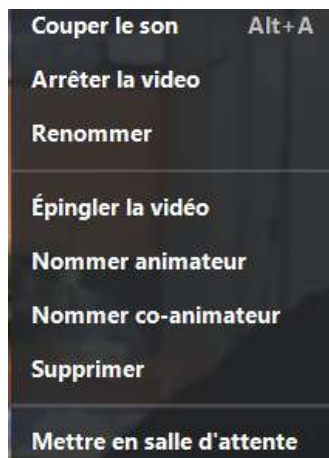 Couper le son Alt+A
Arrêter la video
Renommer
Épingler la vidéo
Nommer animateur
Nommer co-animateur
Supprimer
Mettre en salle d'attente